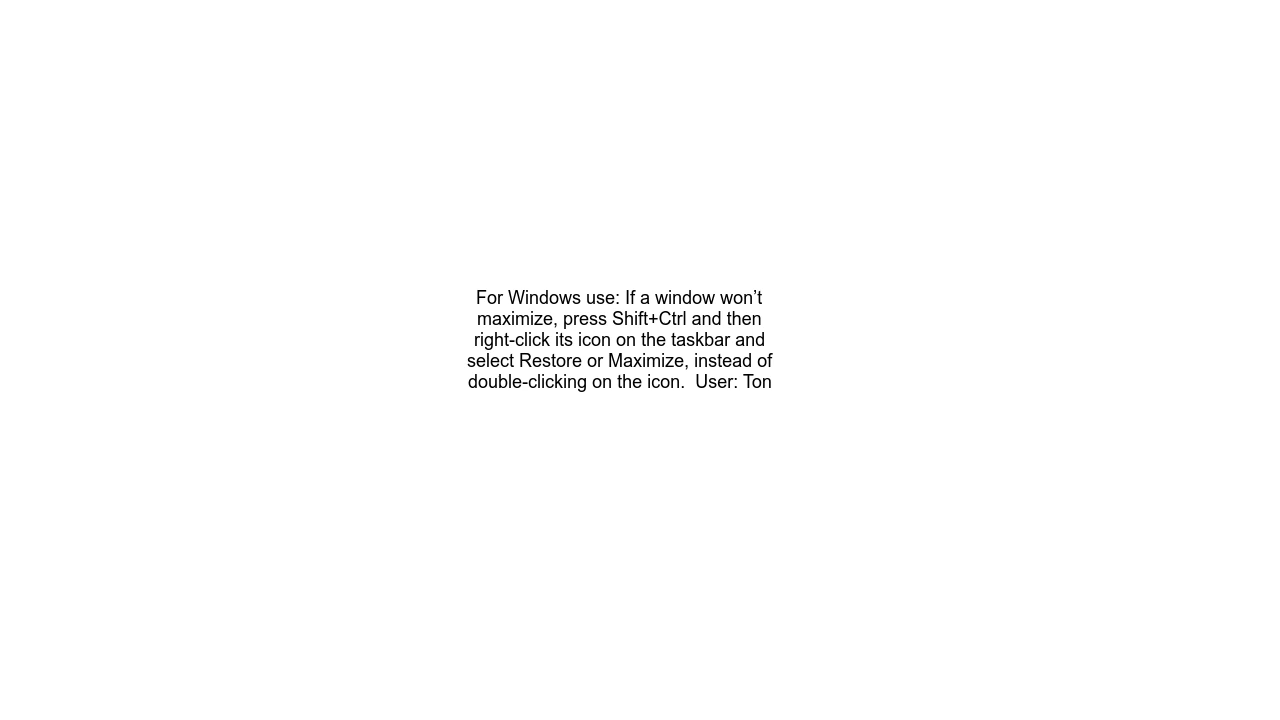 For Windows use: If a window won’t
maximize, press Shift+Ctrl and then
right-click its icon on the taskbar and
select Restore or Maximize, instead of
double-clicking on the icon.  User: Ton